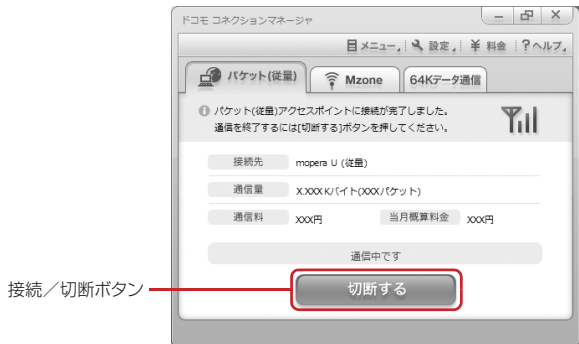 ドコモ コネクションマネージャ
メニュー 設定 ￥ 料金 ? ヘルプ
パケット(従量) Mzone 64Kデータ通信
パケット(従量)アクセスポイントに接続が完了しました。
通信を終了するには[切断する]ボタンを押してください。
接続先 mopera U (従量)
通信量 X.XXX Kバイト(XXXパケット)
通信料 XXX円 当月概算料金 XXX円
通信中です
接続／切断ボタン 切断する